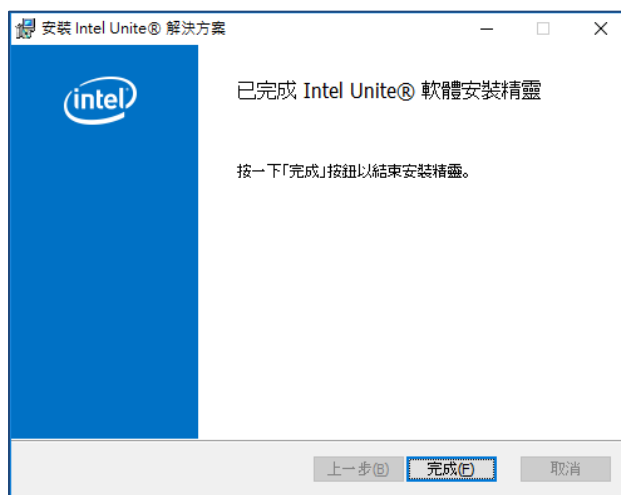 安裝 Intel Unite® 解決方案
intel
已完成 Intel Unite® 軟體安裝精靈
按一下「完成」按鈕以結束安裝精靈。
上一步(B) 完成(F) 取消